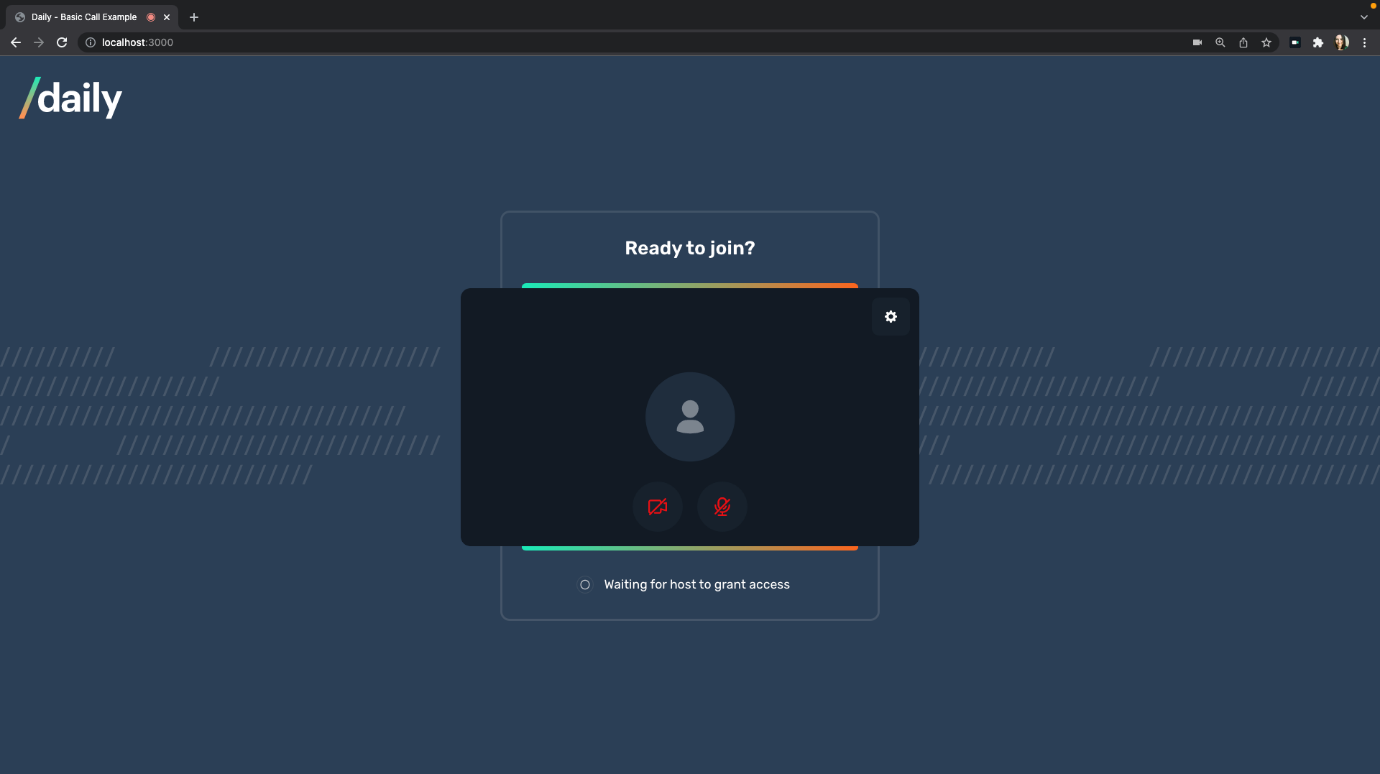 Daily - Basic Call Example
localhost:3000
/daily
Ready to join?
Waiting for host to grant access